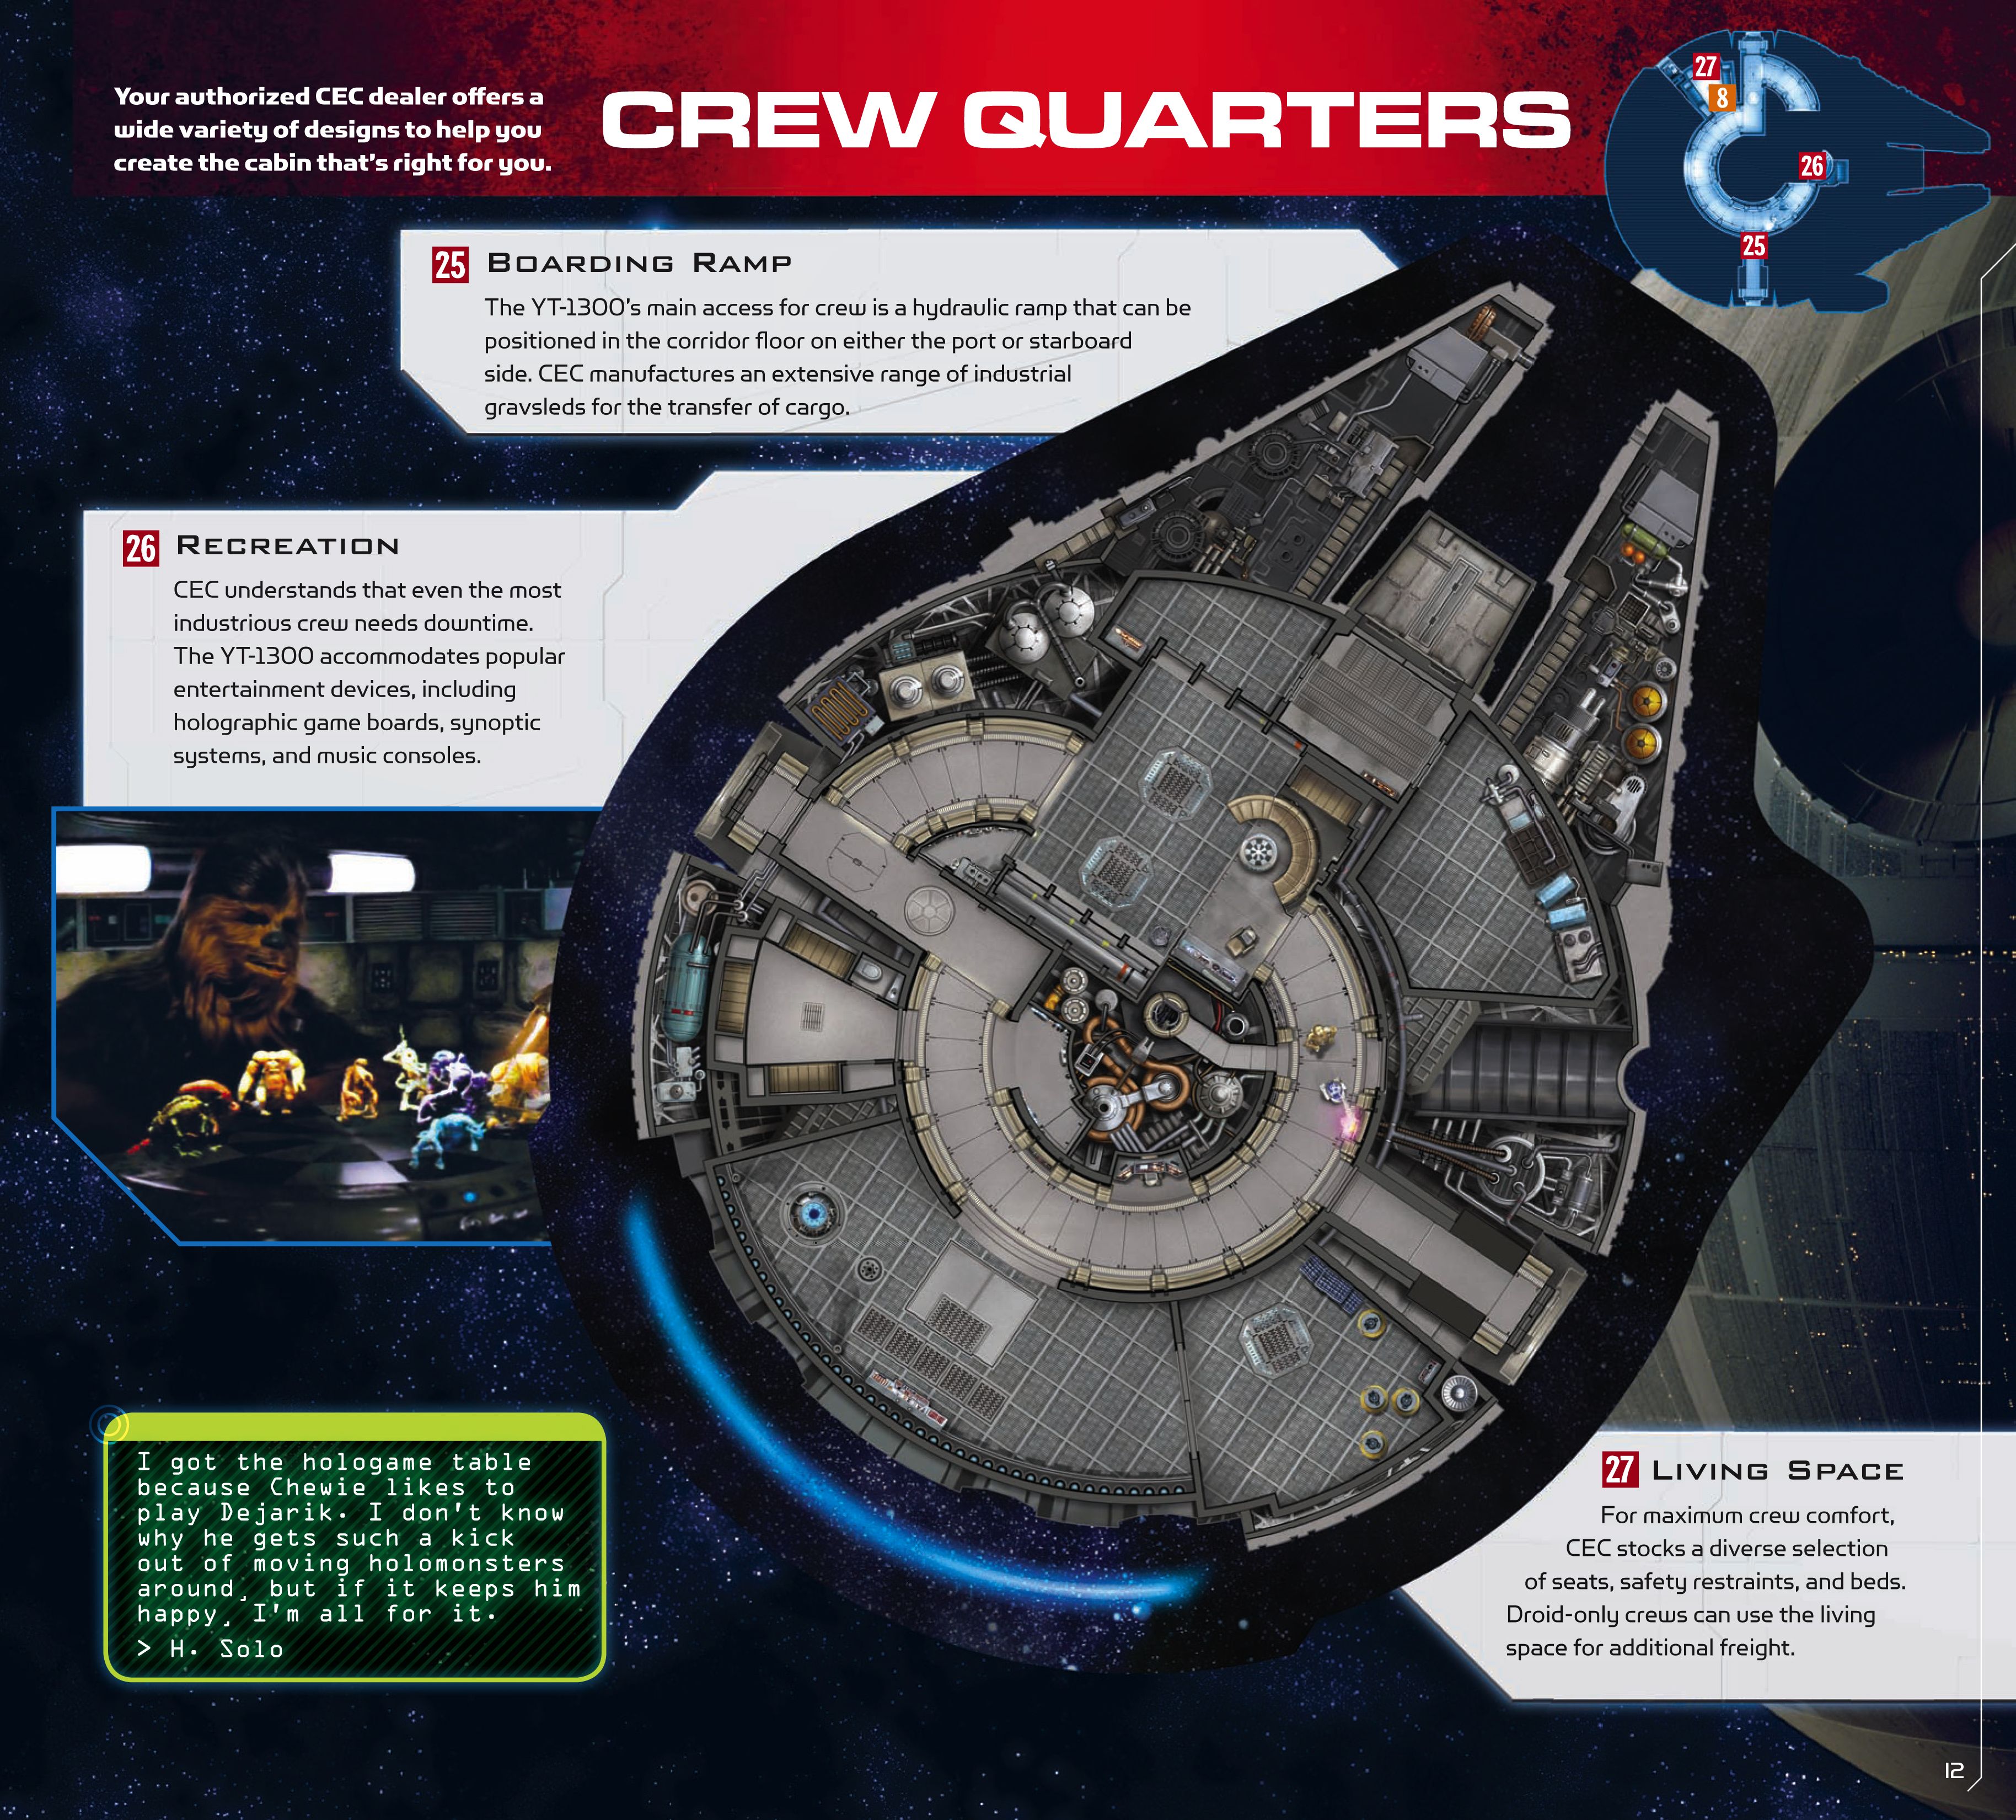 Your authorized CEC dealer offers a
wide variety of designs to help you
create the cabin that's right for you.
CREW QUARTERS
27
8
26
25
25 BOARDING RAMP
The YT-1300's main access for crew is a hydraulic ramp that can be
positioned in the corridor floor on either the port or starboard
side. CEC manufactures an extensive range of industrial
gravsleds for the transfer of cargo.
26 RECREATION
CEC understands that even the most
industrious crew needs downtime.
The YT-1300 accommodates popular
entertainment devices, including
holographic game boards, synoptic
systems, and music consoles.
I got the hologame table
because Chewie likes to
play Dejarik. I don't know
why he gets such a kick
out of moving holomonsters
around, but if it keeps him
happy, I'm all for it.
> H. Solo
27 LIVING SPACE
For maximum crew comfort,
CEC stocks a diverse selection
of seats, safety restraints, and beds.
Droid-only crews can use the living
space for additional freight.
12